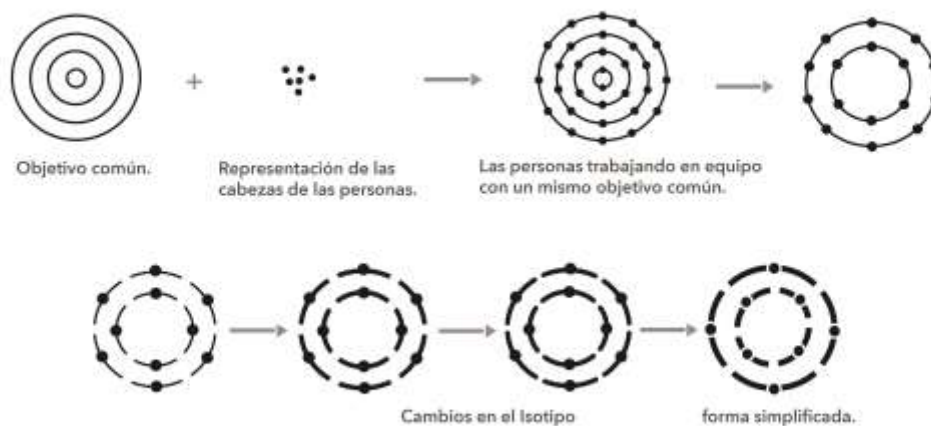 Objetivo común.
Representación de las
cabezas de las personas.
Las personas trabajando en equipo
con un mismo objetivo común.
Cambios en el Isotipo
forma simplificada.